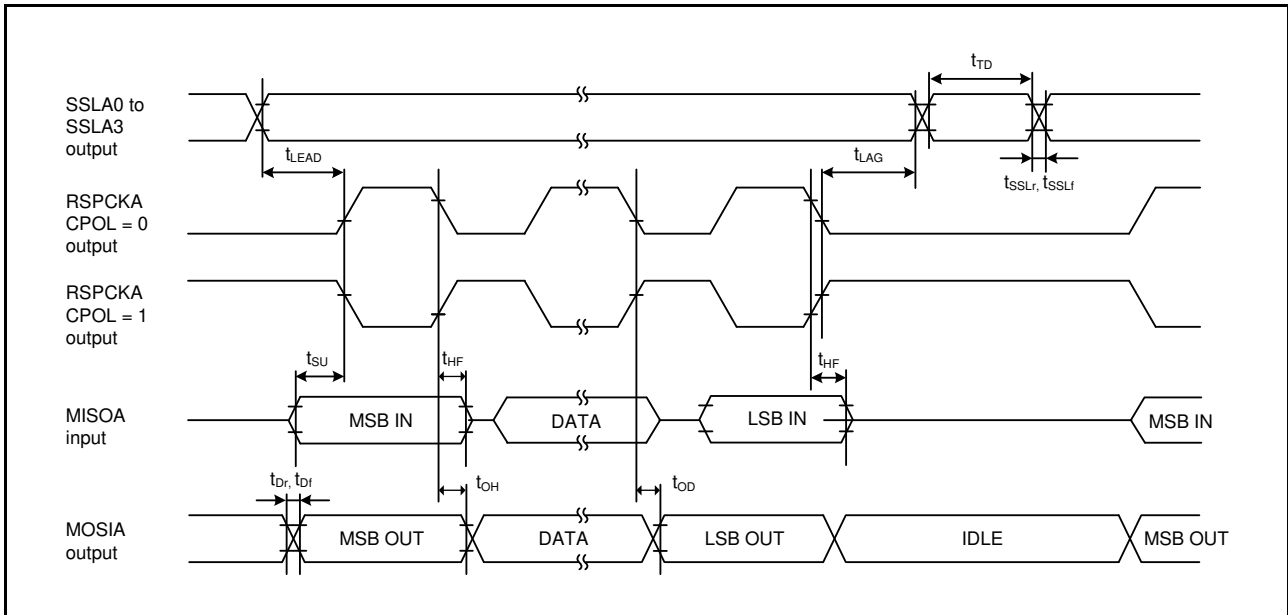 tTD
SSLA0 to
SSLA3
output
tLEAD
tLAG
tSSLr, tSSLf
RSPCKA
CPOL = 0
output
RSPCKA
CPOL = 1
output
tSU
tHF
tHF
MISOA
input
MSB IN
DATA
LSB IN
MSB IN
tDr, tDf
tOH
tOD
MOSIA
output
MSB OUT
DATA
LSB OUT
IDLE
MSB OUT